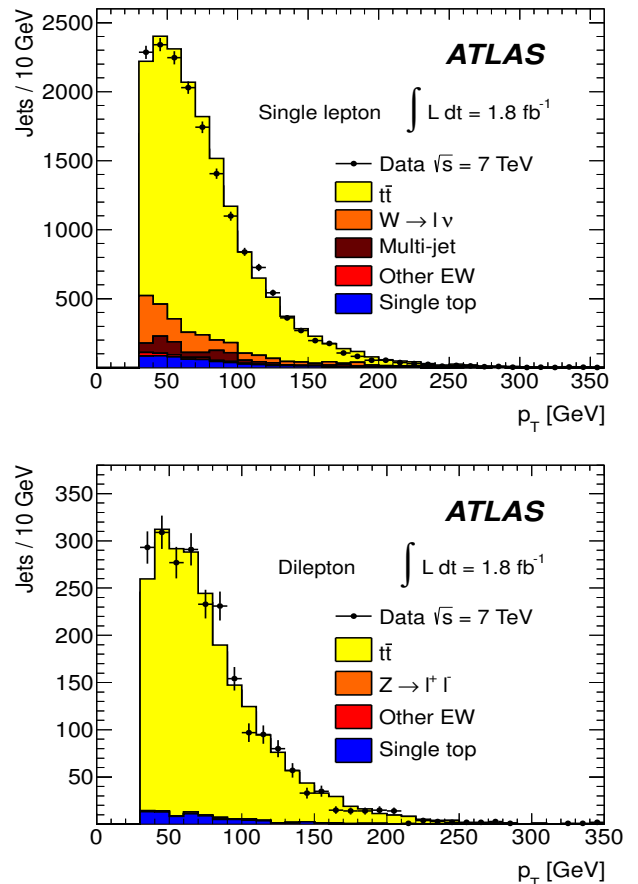 Jets / 10 GeV
2500
2000
1500
1000
500
ATLAS
Single lepton ∫ L dt = 1.8 fb⁻¹
Data √s = 7 TeV
tt̄
W → l ν
Multi-jet
Other EW
Single top
0 50 100 150 200 250 300 350
p_T [GeV]
Jets / 10 GeV
350
300
250
200
150
100
50
ATLAS
Dilepton ∫ L dt = 1.8 fb⁻¹
Data √s = 7 TeV
tt̄
Z → l⁺ l⁻
Other EW
Single top
0 50 100 150 200 250 300 350
p_T [GeV]